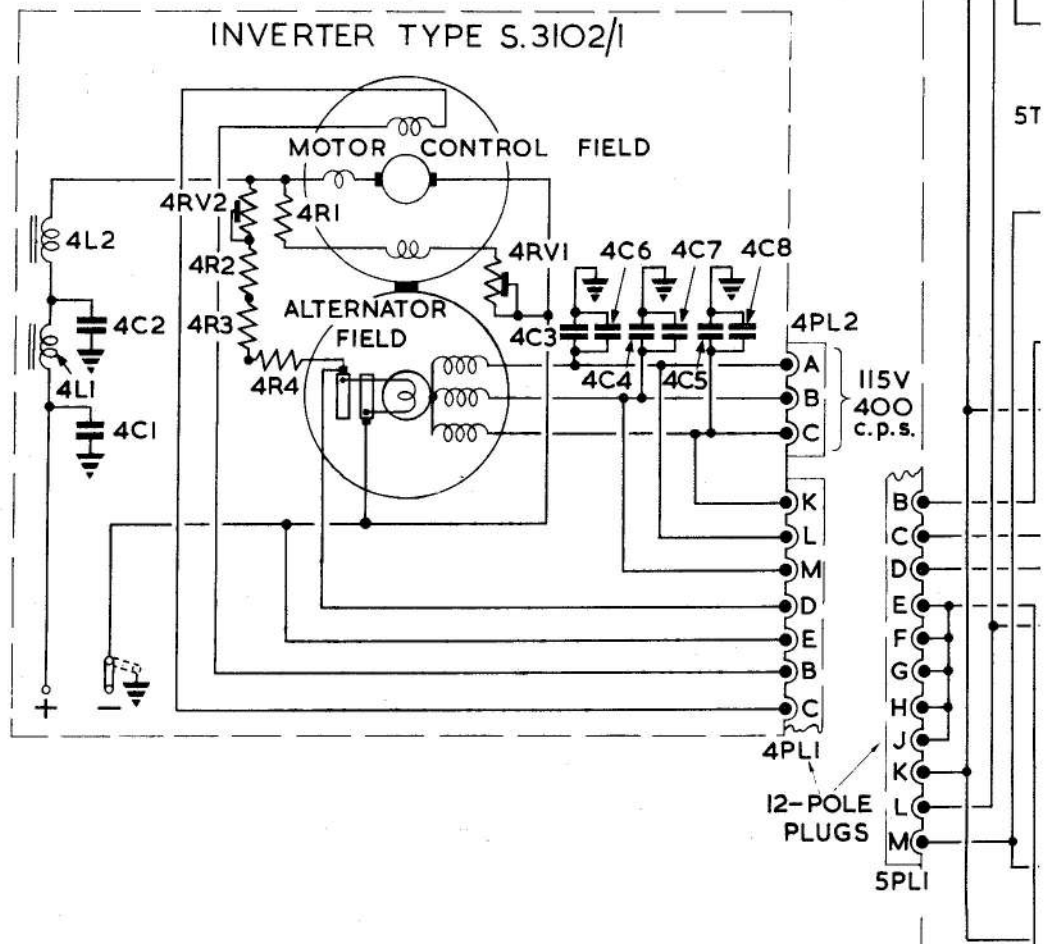 INVERTER TYPE S.3102/1
5T
MOTOR CONTROL FIELD
4RV2
4R1
4L2
4R2
4RV1
4C6
4C7
4C8
ALTERNATOR
FIELD
4C2
4R3
4C3
4PL2
4L1
4R4
4C4
4C5
A
B
C
115V
400
c.p.s.
4C1
K
L
M
D
E
B
C
B
C
D
E
F
G
H
J
K
L
M
+
−
4PL1
12-POLE
PLUGS
5PL1